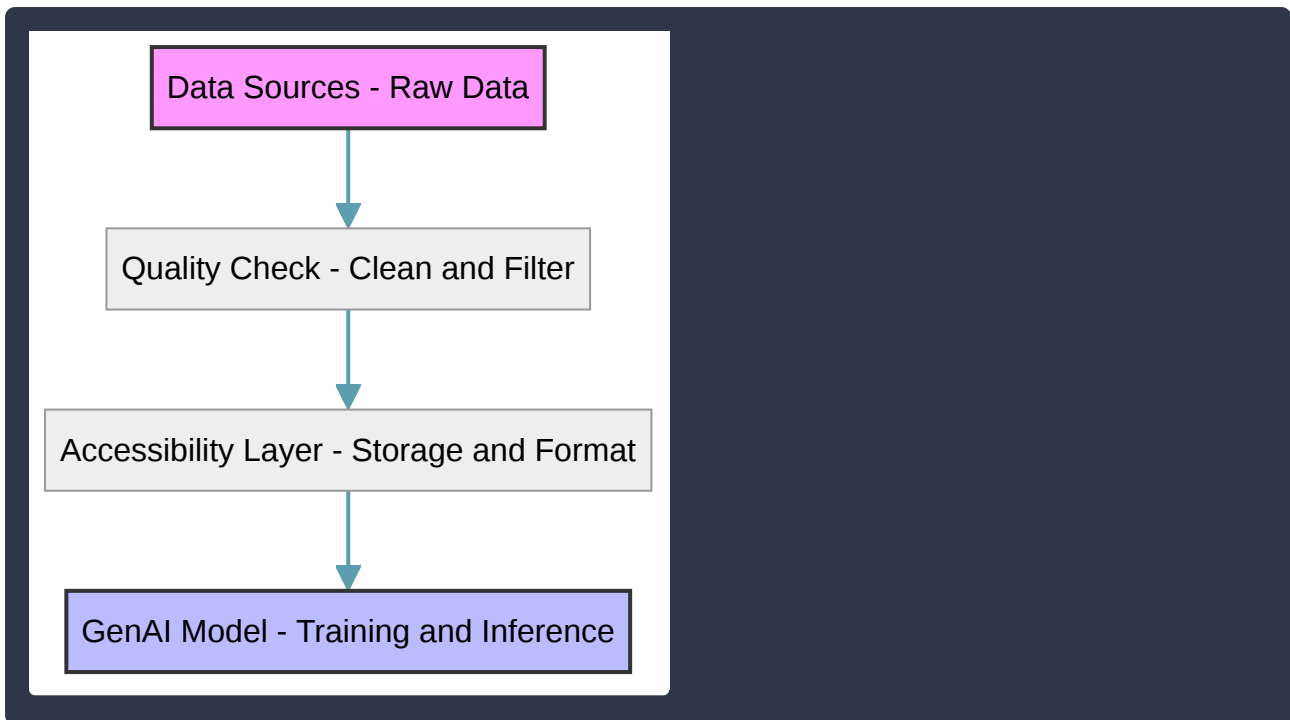 Data Sources - Raw Data
Quality Check - Clean and Filter
Accessibility Layer - Storage and Format
GenAI Model - Training and Inference